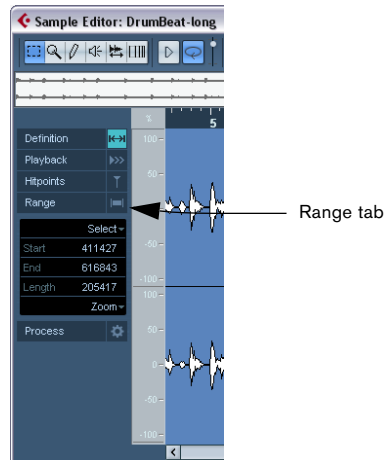 Sample Editor: DrumBeat-long
%
5
Definition
Playback
Hitpoints
Range
Range tab
Select
Start 411427
End 616843
Length 205417
Zoom
Process
100
50
-50
-100
100
50
0
-50
-100